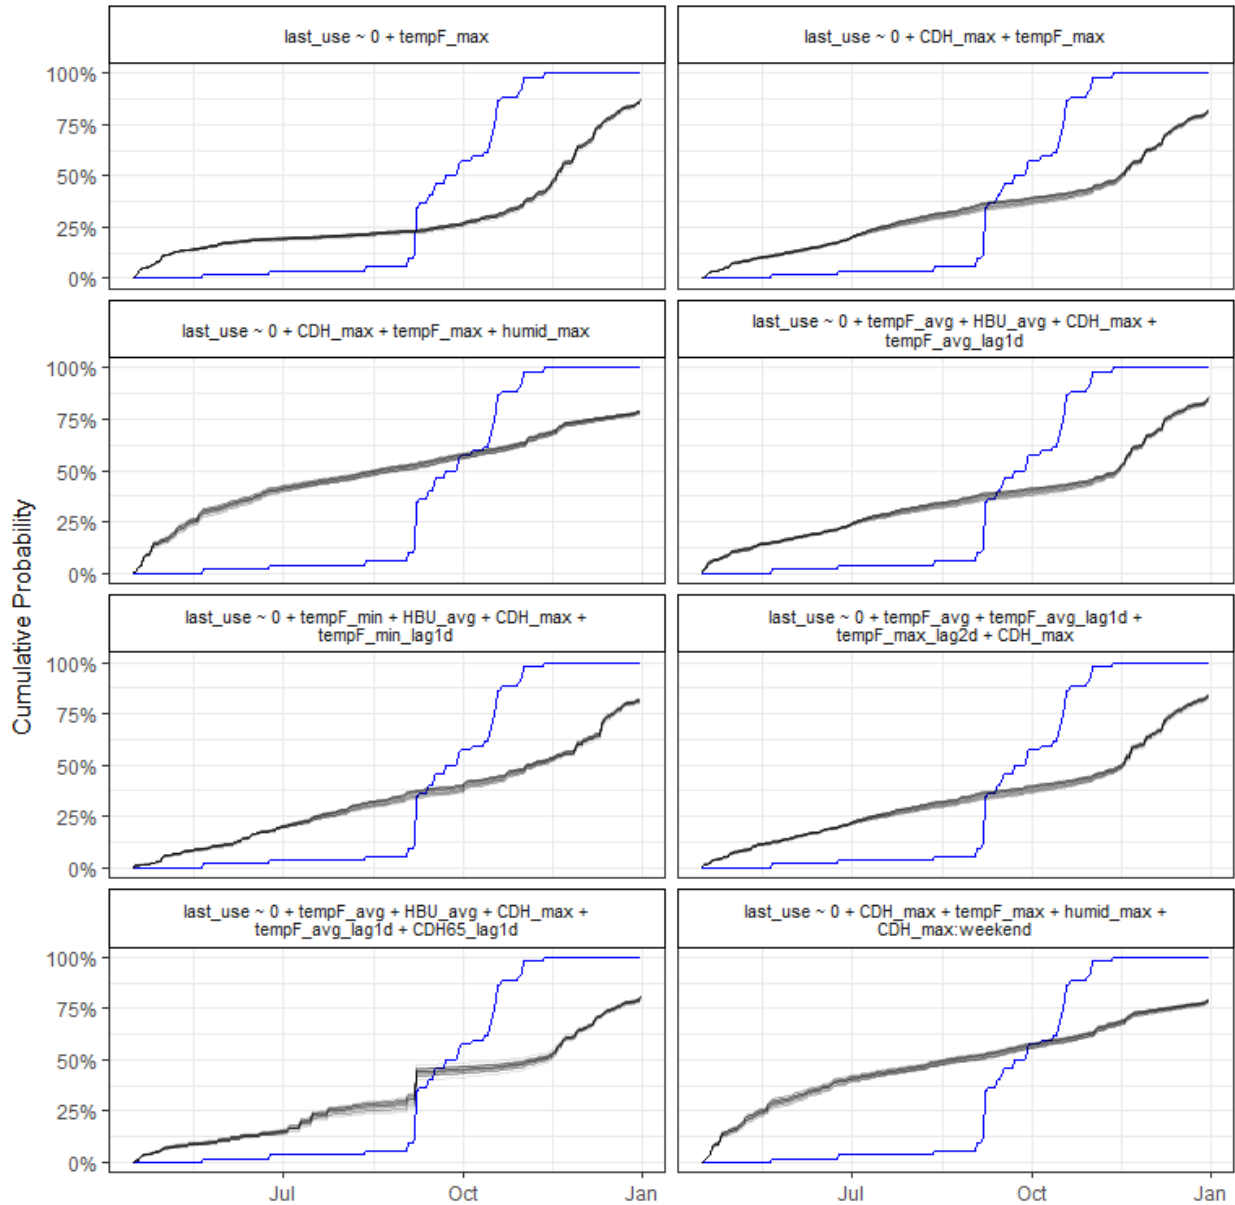 last_use ~ 0 + tempF_max
last_use ~ 0 + CDH_max + tempF_max
100%
75%
50%
25%
0%
last_use ~ 0 + CDH_max + tempF_max + humid_max
last_use ~ 0 + tempF_avg + HBU_avg + CDH_max +
tempF_avg_lag1d
100%
75%
50%
25%
0%
Cumulative Probability
last_use ~ 0 + tempF_min + HBU_avg + CDH_max +
tempF_min_lag1d
last_use ~ 0 + tempF_avg + tempF_avg_lag1d +
tempF_max_lag2d + CDH_max
100%
75%
50%
25%
0%
last_use ~ 0 + tempF_avg + HBU_avg + CDH_max +
tempF_avg_lag1d + CDH65_lag1d
last_use ~ 0 + CDH_max + tempF_max + humid_max +
CDH_max:weekend
100%
75%
50%
25%
0%
Jul
Oct
Jan
Jul
Oct
Jan